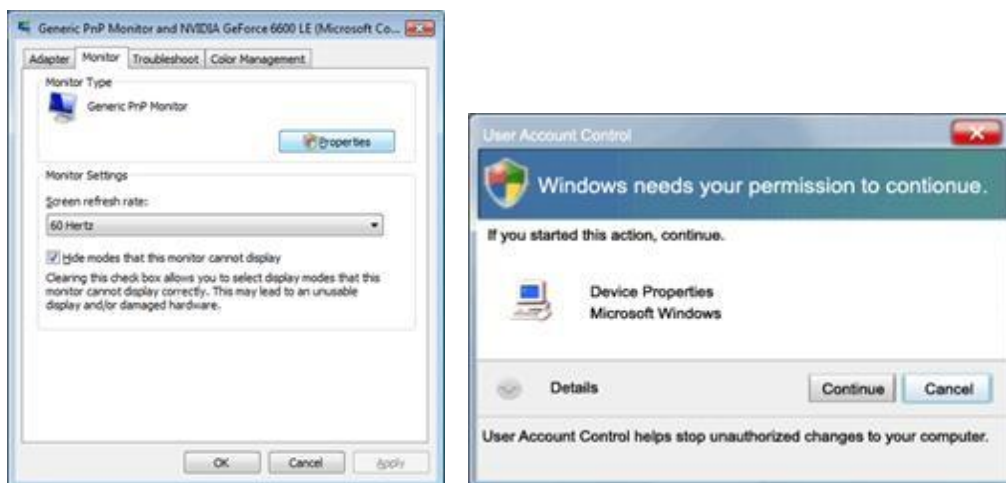 Generic PnP Monitor and NVIDIA GeForce 6600 LE (Microsoft Co...
Adapter Monitor Troubleshoot Color Management
Monitor Type
Generic PnP Monitor
Properties
Monitor Settings
Screen refresh rate:
60 Hertz
Hide modes that this monitor cannot display
Clearing this check box allows you to select display modes that this
monitor cannot display correctly. This may lead to an unusable
display and/or damaged hardware.
OK Cancel Apply
User Account Control
Windows needs your permission to contionue.
If you started this action, continue.
Device Properties
Microsoft Windows
Details Continue Cancel
User Account Control helps stop unauthorized changes to your computer.